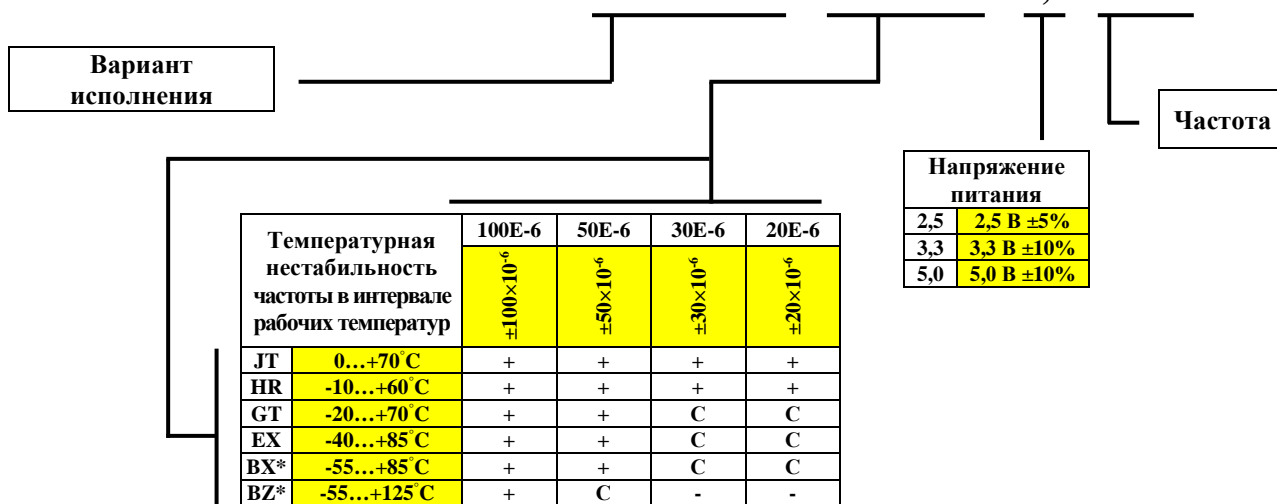 Вариант
исполнения
Частота
Напряжение
питания
2,5 2,5 В ±5%
3,3 3,3 В ±10%
5,0 5,0 В ±10%
Температурная
нестабильность
частоты в интервале
рабочих температур
100E-6 50E-6 30E-6 20E-6
±100×10⁻⁶ ±50×10⁻⁶ ±30×10⁻⁶ ±20×10⁻⁶
JT 0…+70°C + + + +
HR -10…+60°C + + + +
GT -20…+70°C + + C C
EX -40…+85°C + + C C
BX* -55…+85°C + + C C
BZ* -55…+125°C + C - -